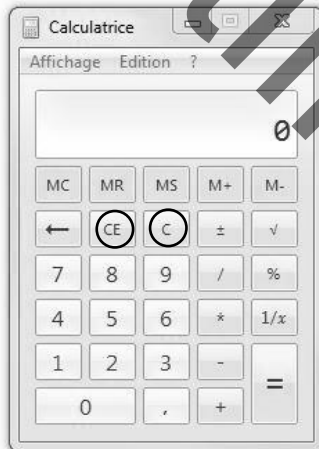 Calculatrice
Affichage Edition ?
0
MC MR MS M+ M-
← CE C ± √
7 8 9 / %
4 5 6 * 1/x
1 2 3 - =
0 , +